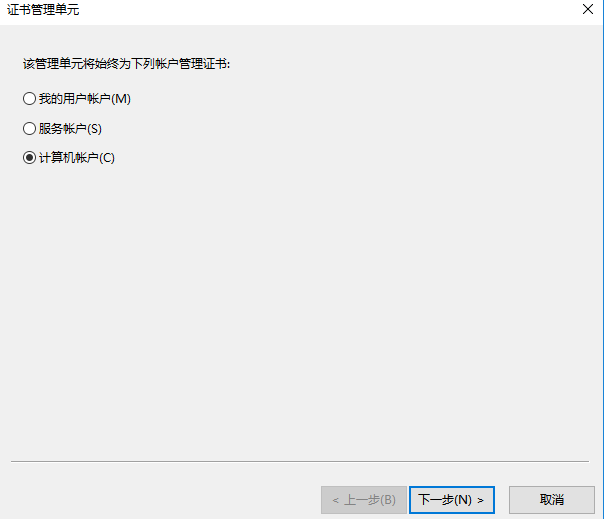 证书管理单元
该管理单元将始终为下列帐户管理证书:
我的用户帐户(M)
服务帐户(S)
计算机帐户(C)
< 上一步(B) 下一步(N) > 取消